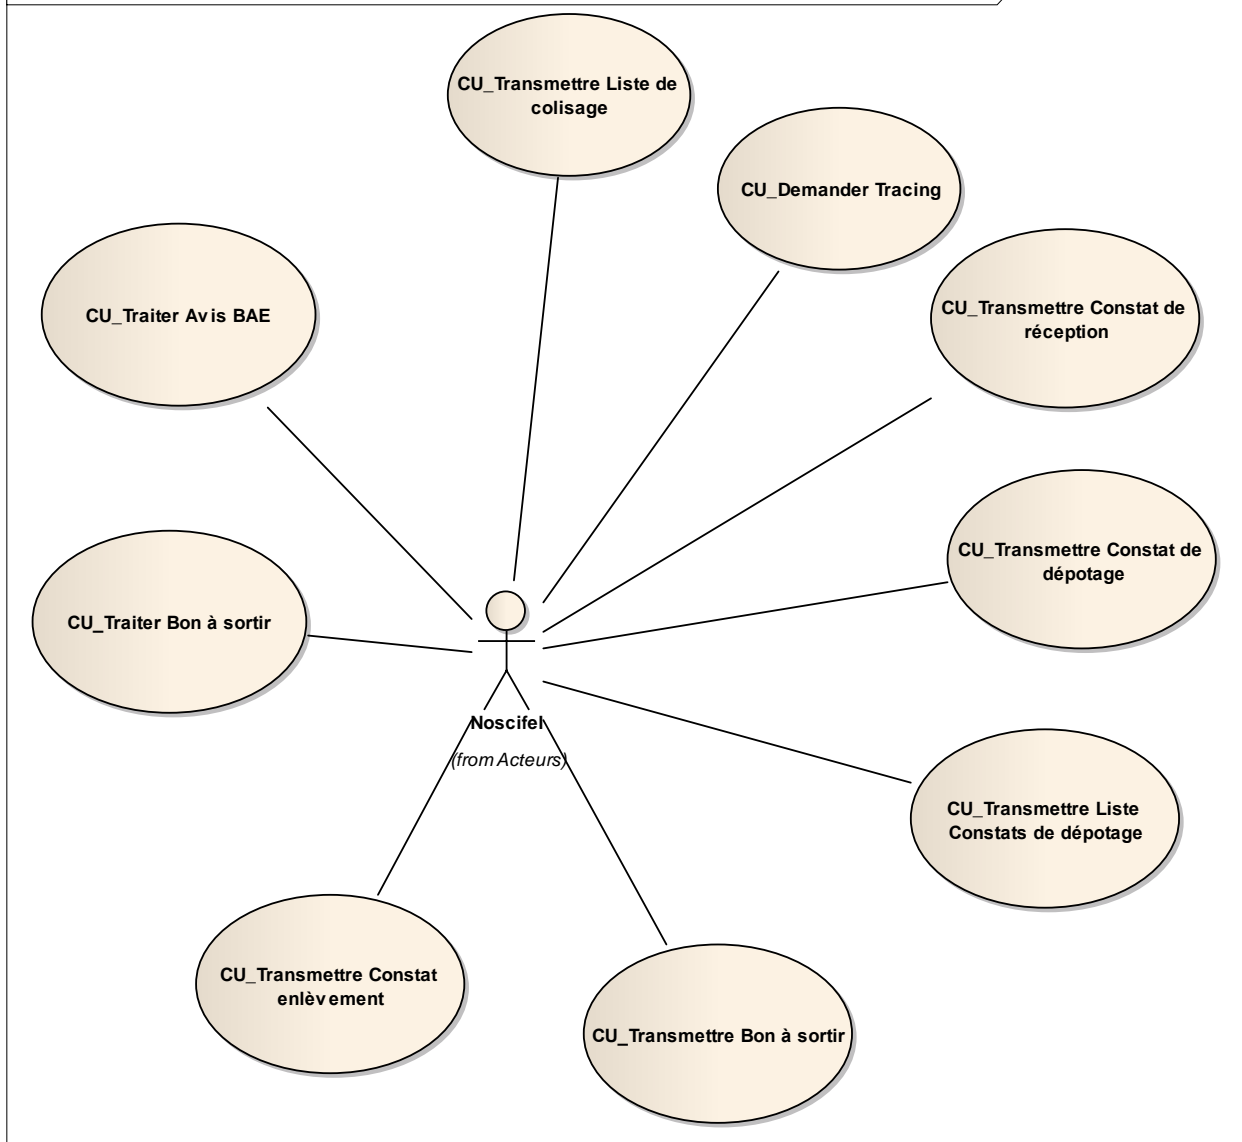 CU_Transmettre Liste de
colisage
CU_Demander Tracing
CU_Transmettre Constat de
réception
CU_Traiter Avis BAE
CU_Transmettre Constat de
dépotage
CU_Traiter Bon à sortir
Noscifel
(from Acteurs)
CU_Transmettre Liste
Constats de dépotage
CU_Transmettre Constat
enlèvement
CU_Transmettre Bon à sortir